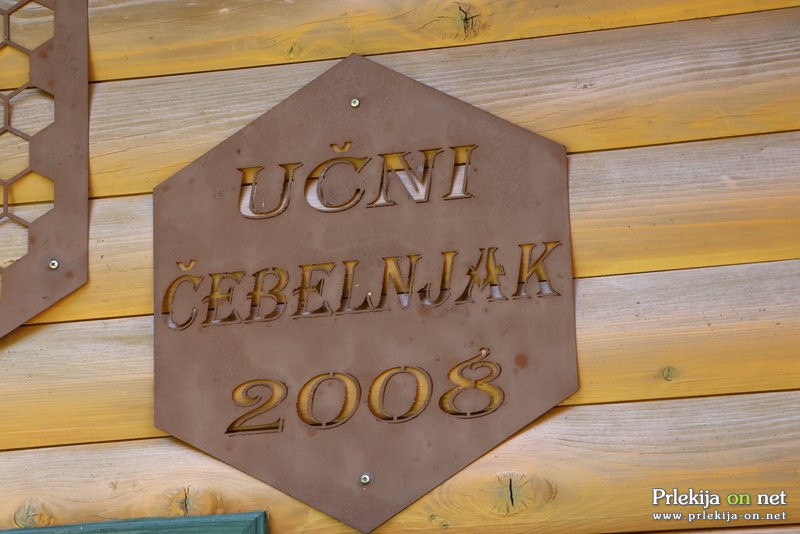 UČNI
ČEBELNJAK
2008
Prlekija on net
www.prlekija-on.net